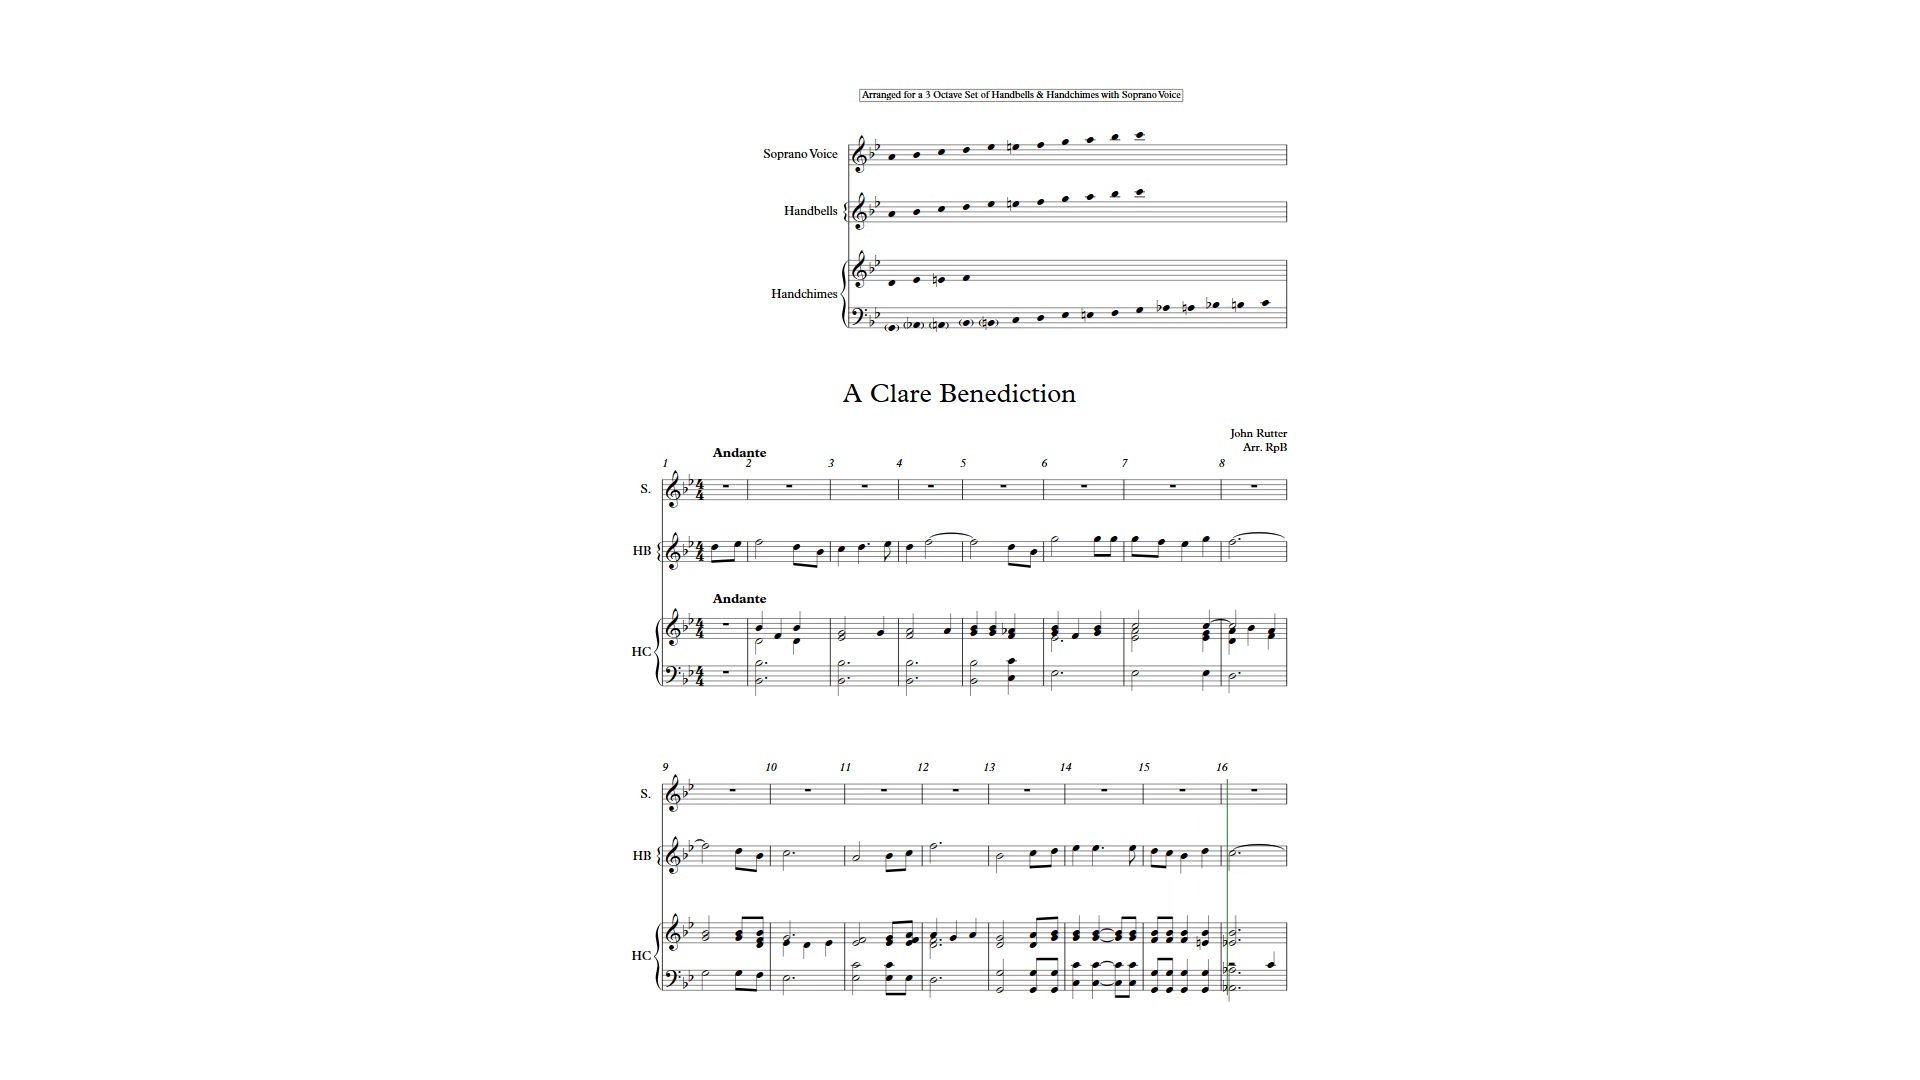 Arranged for a 3 Octave Set of Handbells & Handchimes with Soprano Voice
Soprano Voice
Handbells
Handchimes
A Clare Benediction
John Rutter
Arr. RpB
Andante
1 2 3 4 5 6 7 8
S.
HB
Andante
HC
9 10 11 12 13 14 15 16
S.
HB
HC